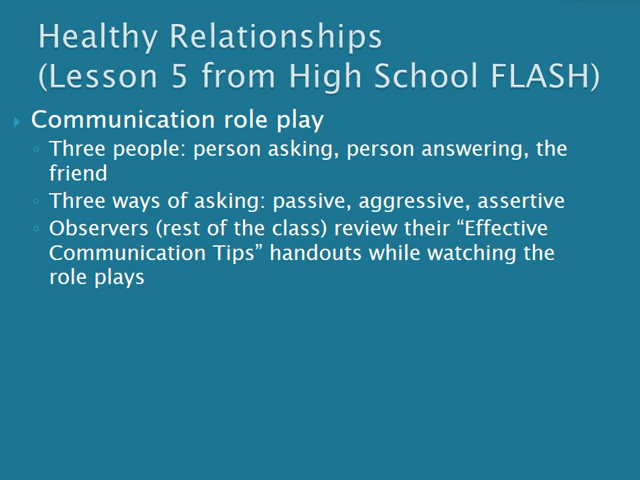 Healthy Relationships
(Lesson 5 from High School FLASH)
Communication role play
Three people: person asking, person answering, the
friend
Three ways of asking: passive, aggressive, assertive
Observers (rest of the class) review their “Effective
Communication Tips” handouts while watching the
role plays